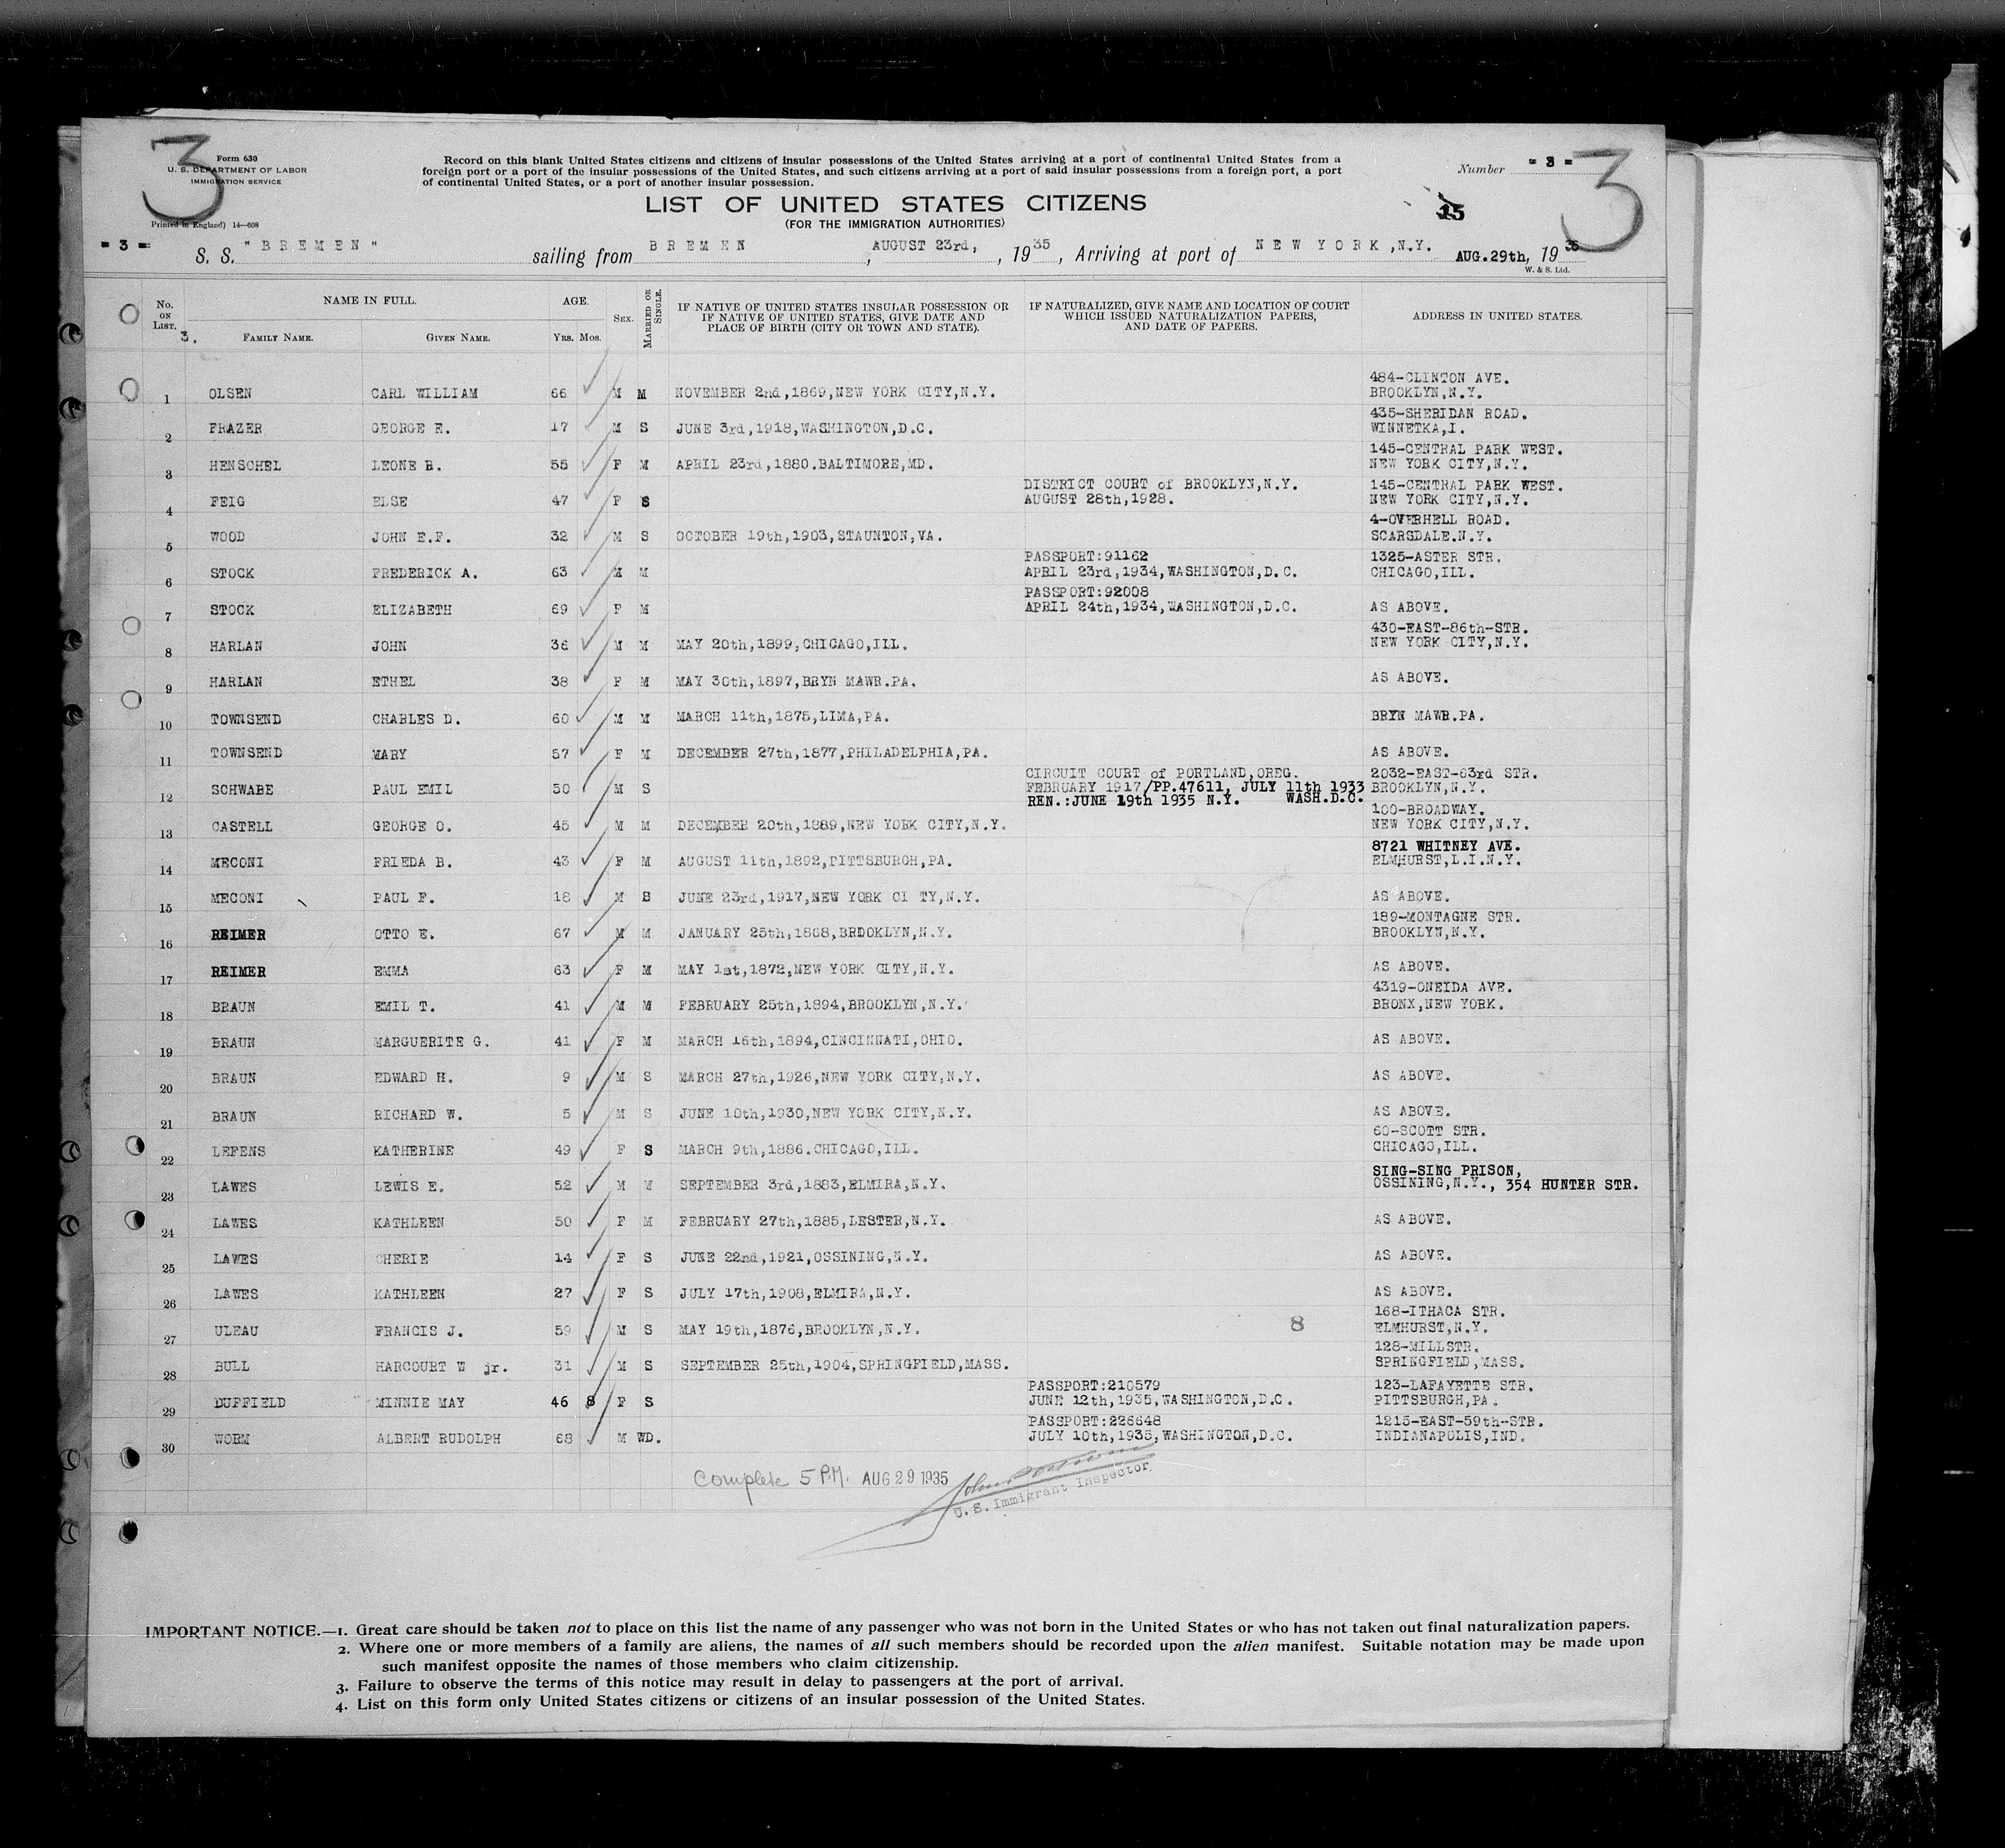 3
Form 630
U. S. DEPARTMENT OF LABOR
IMMIGRATION SERVICE
Printed in England) 14—608
Record on this blank United States citizens and citizens of insular possessions of the United States arriving at a port of continental United States from a
foreign port or a port of the insular possessions of the United States, and such citizens arriving at a port of said insular possessions from a foreign port, a port
of continental United States, or a port of another insular possession.
Number = 3 =
3
LIST OF UNITED STATES CITIZENS
(FOR THE IMMIGRATION AUTHORITIES)
15
= 3 = S. S. "BREMEN" sailing from BREMEN, AUGUST 23rd, , 1935, Arriving at port of NEW YORK,N.Y. AUG.29th, 1935
W. & S. Ltd.
No. ON LIST. NAME IN FULL. AGE. SEX. MARRIED OR SINGLE. IF NATIVE OF UNITED STATES INSULAR POSSESSION OR IF NATIVE OF UNITED STATES, GIVE DATE AND PLACE OF BIRTH (CITY OR TOWN AND STATE). IF NATURALIZED, GIVE NAME AND LOCATION OF COURT WHICH ISSUED NATURALIZATION PAPERS, AND DATE OF PAPERS. ADDRESS IN UNITED STATES.
3. FAMILY NAME. GIVEN NAME. Yrs. Mos.
484-CLINTON AVE.
1 OLSEN CARL WILLIAM 66 M M NOVEMBER 2nd,1869,NEW YORK CITY,N.Y. BROOKLYN,N.Y.
435-SHERIDAN ROAD.
2 FRAZER GEORGE E. 17 M S JUNE 3rd,1918,WASHINGTON,D.C. WINNETKA,I.
145-CENTRAL PARK WEST.
3 HENSCHEL LEONE B. 55 F M APRIL 23rd,1880.BALTIMORE,MD. NEW YORK CITY,N.Y.
DISTRICT COURT of BROOKLYN,N.Y. 145-CENTRAL PARK WEST.
4 FEIG ELSE 47 F S AUGUST 28th,1928. NEW YORK CITY,N.Y.
4-OVERHELL ROAD.
5 WOOD JOHN E.F. 32 M S OCTOBER 19th,1903,STAUNTON,VA. SCARSDALE.N.Y.
PASSPORT:91162 1325-ASTER STR.
6 STOCK FREDERICK A. 63 M M APRIL 23rd,1934,WASHINGTON,D.C. CHICAGO,ILL.
PASSPORT:92008
7 STOCK ELIZABETH 69 F M APRIL 24th,1934,WASHINGTON,D.C. AS ABOVE.
430-EAST-86th-STR.
8 HARLAN JOHN 36 M M MAY 20th,1899,CHICAGO,ILL. NEW YORK CITY,N.Y.
9 HARLAN ETHEL 38 F M MAY 30th,1897,BRYN MAWR.PA. AS ABOVE.
10 TOWNSEND CHARLES D. 60 M M MARCH 11th,1875,LIMA,PA. BRYN MAWR.PA.
11 TOWNSEND MARY 57 F M DECEMBER 27th,1877,PHILADELPHIA,PA. AS ABOVE.
CIRCUIT COURT of PORTLAND,OREG. 2032-EAST-63rd STR.
12 SCHWABE PAUL EMIL 50 M S FEBRUARY 1917/PP.47611, JULY 11th 1933 BROOKLYN,N.Y.
REN.:JUNE 19th 1935 N.Y. WASH.D.C. 100-BROADWAY.
13 CASTELL GEORGE O. 45 M M DECEMBER 20th,1889,NEW YORK CITY,N.Y. NEW YORK CITY,N.Y.
8721 WHITNEY AVE.
14 MECONI FRIEDA B. 43 F M AUGUST 11th,1892,PITTSBURGH,PA. ELMHURST,L.I.N.Y.
15 MECONI PAUL F. 18 M S JUNE 23rd,1917,NEW YORK CI TY,N.Y. AS ABOVE.
189-MONTAGNE STR.
16 REIMER OTTO E. 67 M M JANUARY 25th,1868,BROOKLYN,N.Y. BROOKLYN,N.Y.
17 REIMER EMMA 63 F M MAY 1st,1872,NEW YORK CITY,N.Y. AS ABOVE.
4319-ONEIDA AVE.
18 BRAUN EMIL T. 41 M M FEBRUARY 25th,1894,BROOKLYN,N.Y. BRONX,NEW YORK.
19 BRAUN MARGUERITE G. 41 F M MARCH 16th,1894,CINCINNATI,OHIO. AS ABOVE.
20 BRAUN EDWARD H. 9 M S MARCH 27th,1926,NEW YORK CITY,N.Y. AS ABOVE.
21 BRAUN RICHARD W. 5 M S JUNE 10th,1930,NEW YORK CITY,N.Y. AS ABOVE.
60-SCOTT STR.
22 LEFENS KATHERINE 49 F S MARCH 9th,1886.CHICAGO,ILL. CHICAGO,ILL.
SING-SING PRISON,
23 LAWES LEWIS E. 52 M M SEPTEMBER 3rd,1883,ELMIRA,N.Y. OSSINING,N.Y., 354 HUNTER STR.
24 LAWES KATHLEEN 50 F M FEBRUARY 27th,1885,LESTER,N.Y. AS ABOVE.
25 LAWES CHERIE 14 F S JUNE 22nd,1921,OSSINING,N.Y. AS ABOVE.
26 LAWES KATHLEEN 27 F S JULY 17th,1908,ELMIRA,N.Y. AS ABOVE.
168-ITHACA STR.
27 ULEAU FRANCIS J. 59 M S MAY 19th,1876,BROOKLYN,N.Y. 8 ELMHURST,N.Y.
128-MILLSTR.
28 BULL HARCOURT W jr. 31 M S SEPTEMBER 25th,1904,SPRINGFIELD,MASS. SPRINGFIELD,MASS.
PASSPORT:210579 123-LAFAYETTE STR.
29 DUFFIELD MINNIE MAY 46 8 F S JUNE 12th,1935,WASHINGTON,D.C. PITTSBURGH,PA.
PASSPORT:226648 1215-EAST-59th-STR.
30 WORM ALBERT RUDOLPH 68 M WD. JULY 10th,1935,WASHINGTON,D.C. INDIANAPOLIS,IND.
Complete 5 P.M. AUG 29 1935 John
U.S. Immigrant Inspector
IMPORTANT NOTICE.—1. Great care should be taken not to place on this list the name of any passenger who was not born in the United States or who has not taken out final naturalization papers.
2. Where one or more members of a family are aliens, the names of all such members should be recorded upon the alien manifest. Suitable notation may be made upon
such manifest opposite the names of those members who claim citizenship.
3. Failure to observe the terms of this notice may result in delay to passengers at the port of arrival.
4. List on this form only United States citizens or citizens of an insular possession of the United States.